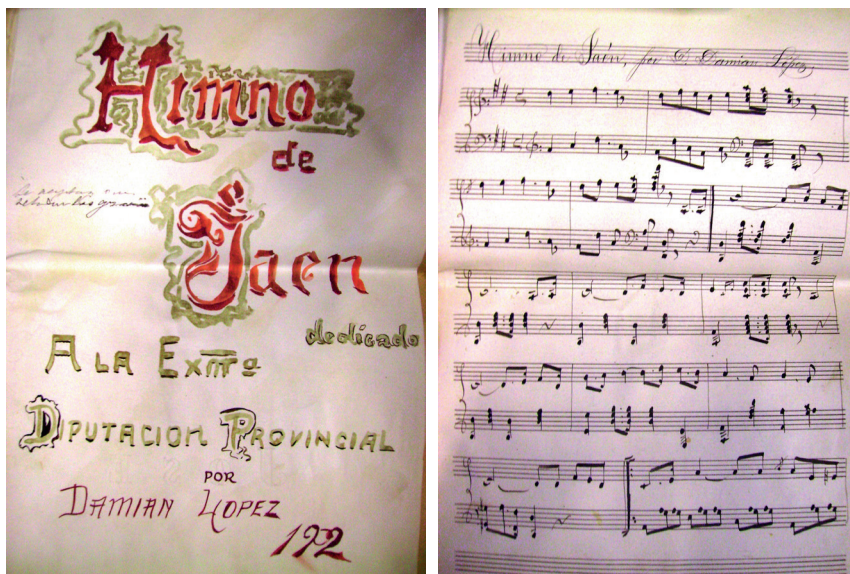 Himno
de
Jaen
dedicado
A LA Exmª
DIPUTACION PROVINCIAL
POR
DAMIAN LOPEZ
192
Himno de Jaén, por D. Damian López,